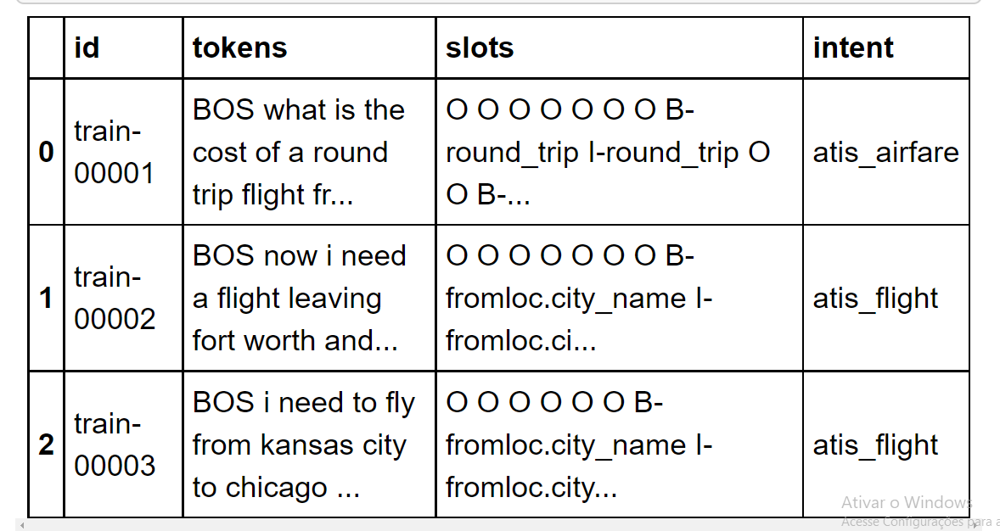 id tokens slots intent
0 train-00001 BOS what is the cost of a round trip flight fr... O O O O O O O B-round_trip I-round_trip O O B-... atis_airfare
1 train-00002 BOS now i need a flight leaving fort worth and... O O O O O O O B-fromloc.city_name I-fromloc.ci... atis_flight
2 train-00003 BOS i need to fly from kansas city to chicago ... O O O O O O B-fromloc.city_name I-fromloc.city... atis_flight
Ativar o Windows
Acesse Configurações para a